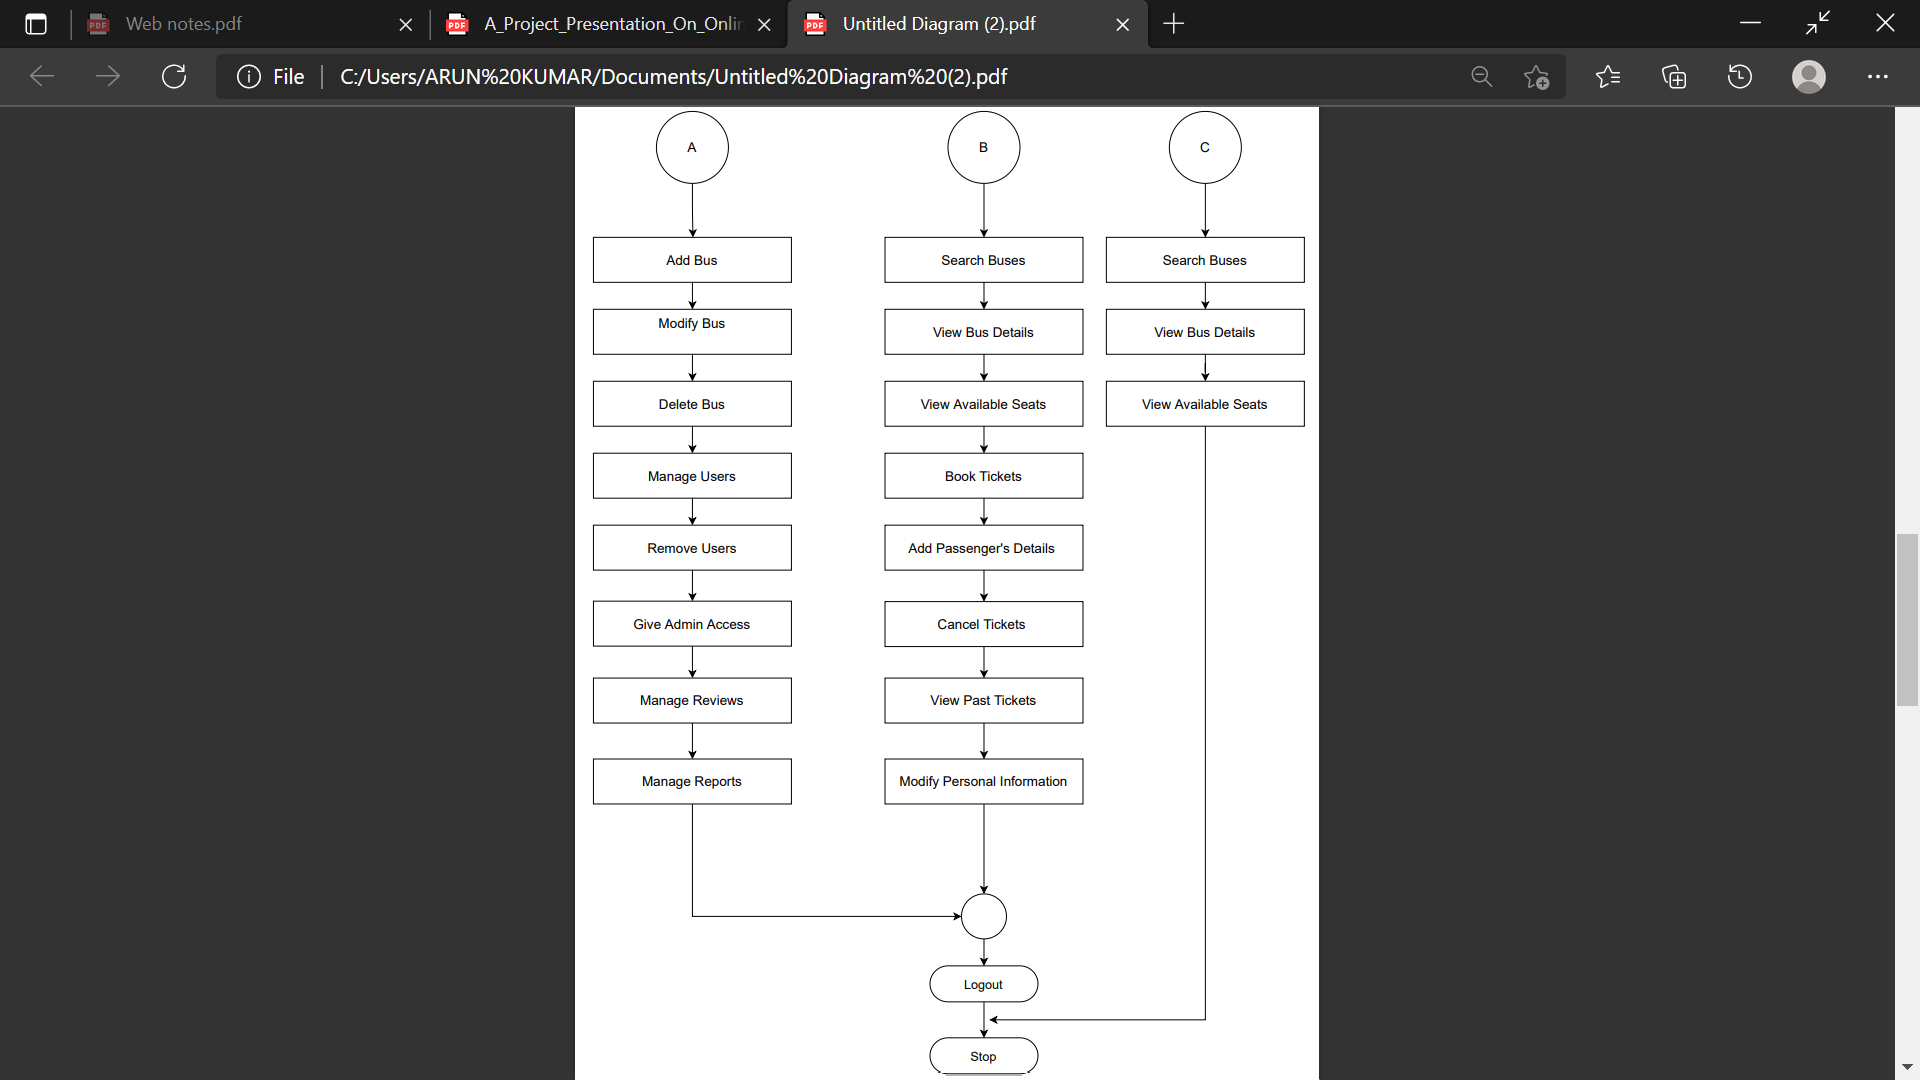 Web notes.pdf
A_Project_Presentation_On_Onlin
Untitled Diagram (2).pdf
File
C:/Users/ARUN%20KUMAR/Documents/Untitled%20Diagram%20(2).pdf
A
B
C
Add Bus
Search Buses
Search Buses
Modify Bus
View Bus Details
View Bus Details
Delete Bus
View Available Seats
View Available Seats
Manage Users
Book Tickets
Remove Users
Add Passenger's Details
Give Admin Access
Cancel Tickets
Manage Reviews
View Past Tickets
Manage Reports
Modify Personal Information
Logout
Stop